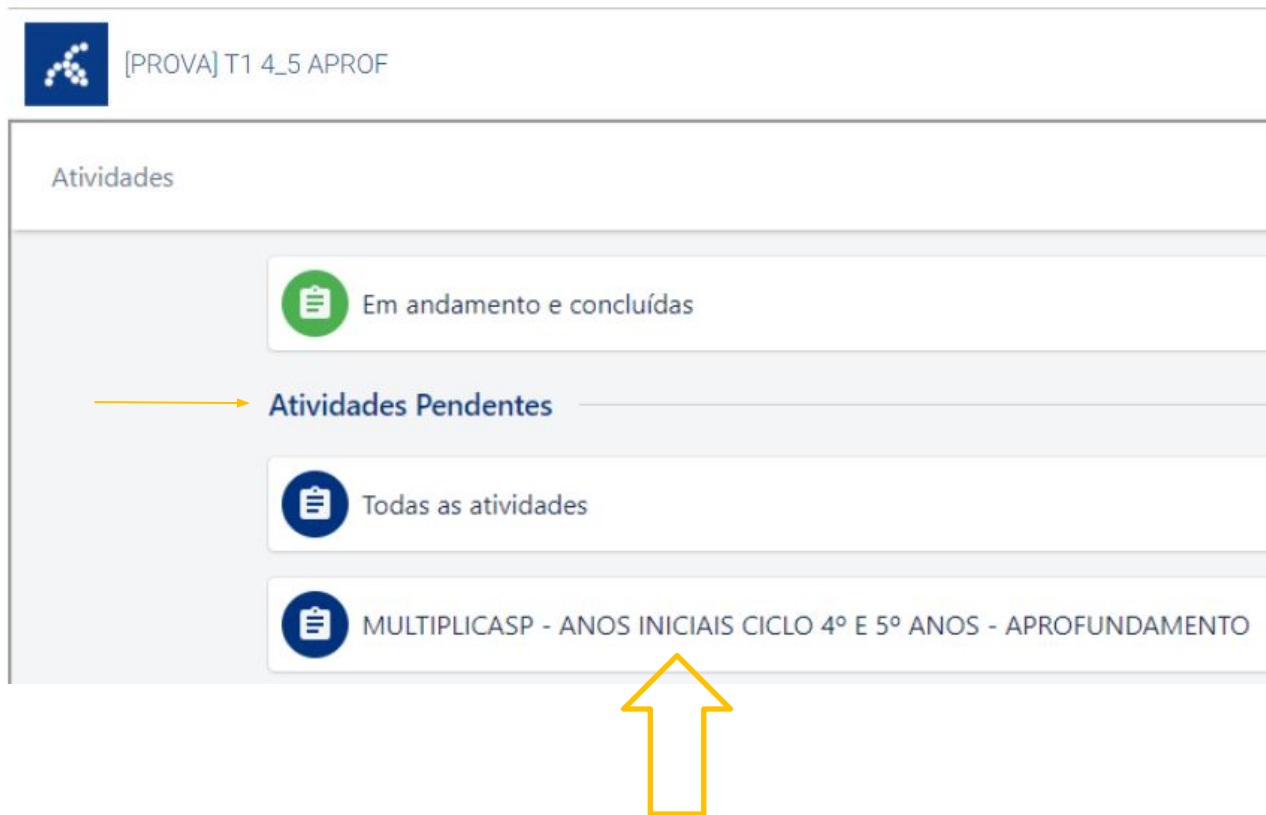 [PROVA] T1 4_5 APROF
Atividades
Em andamento e concluídas
Atividades Pendentes
Todas as atividades
MULTIPLICASP - ANOS INICIAIS CICLO 4º E 5º ANOS - APROFUNDAMENTO